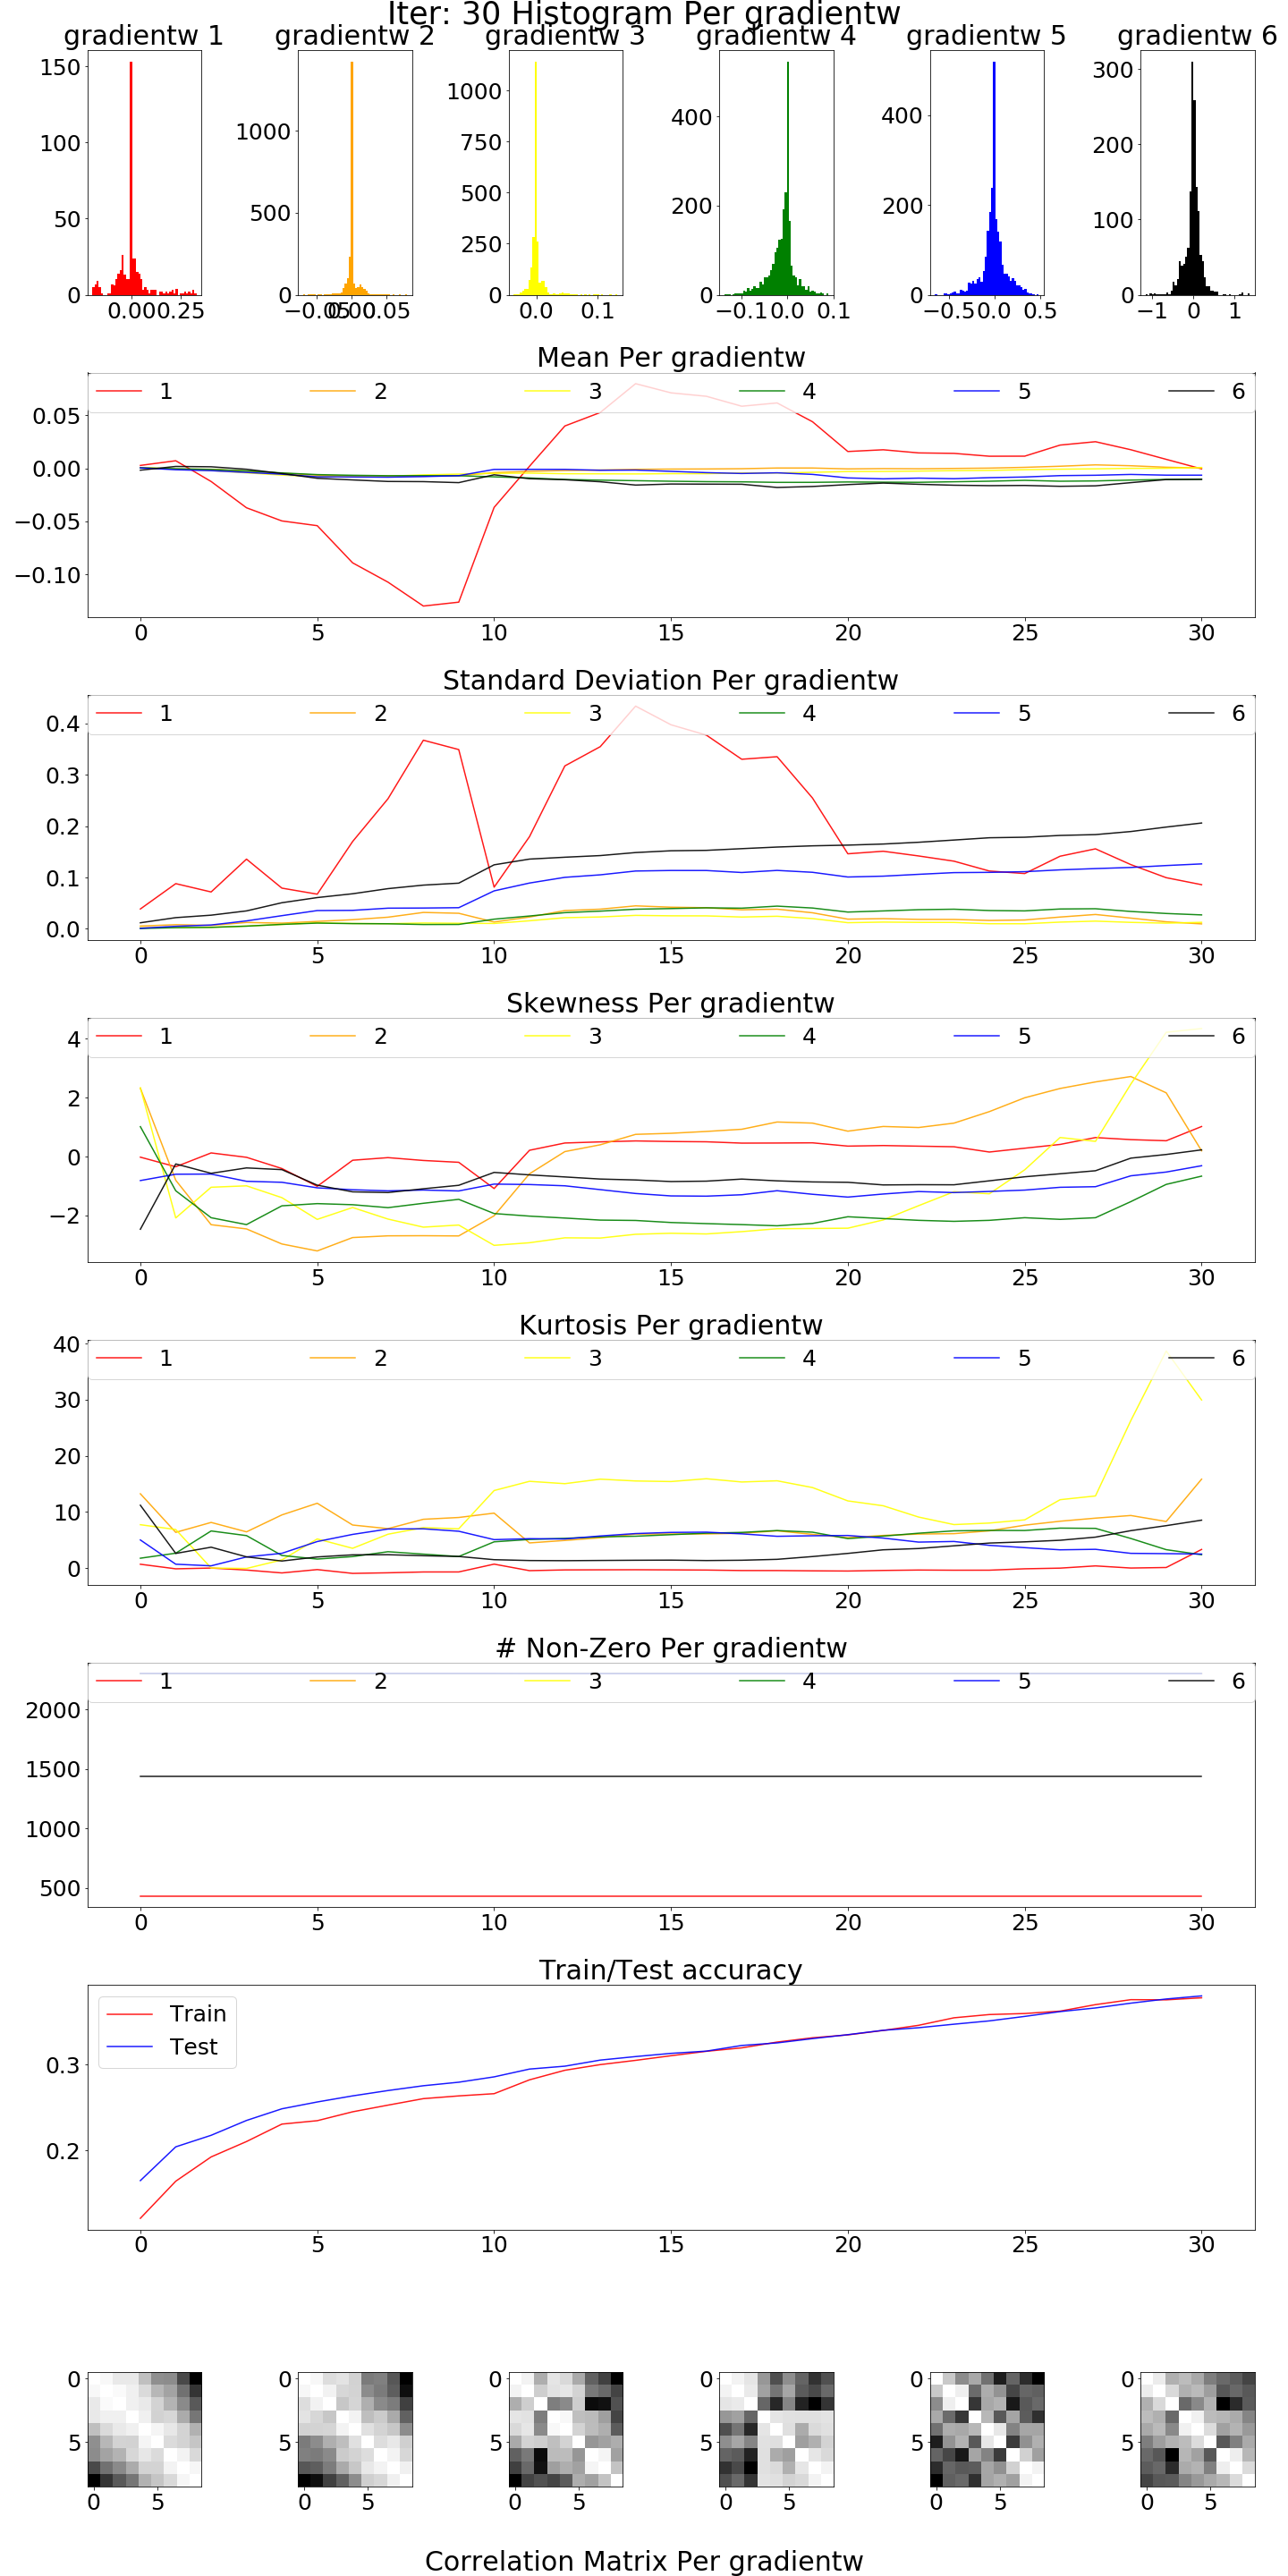 Iter: 30 Histogram Per gradientw
gradientw 1 gradientw 2 gradientw 3 gradientw 4 gradientw 5 gradientw 6
150
100
50
0
0.00 0.25
1000
500
0
−0.05 0.00 0.05
1000
750
500
250
0
0.0 0.1
400
200
0
−0.1 0.0 0.1
400
200
0
−0.5 0.0 0.5
300
200
100
0
−1 0 1
Mean Per gradientw
1 2 3 4 5 6
0.05
0.00
−0.05
−0.10
0 5 10 15 20 25 30
Standard Deviation Per gradientw
1 2 3 4 5 6
0.4
0.3
0.2
0.1
0.0
0 5 10 15 20 25 30
Skewness Per gradientw
1 2 3 4 5 6
4
2
0
−2
0 5 10 15 20 25 30
Kurtosis Per gradientw
1 2 3 4 5 6
40
30
20
10
0
0 5 10 15 20 25 30
# Non-Zero Per gradientw
1 2 3 4 5 6
2000
1500
1000
500
0 5 10 15 20 25 30
Train/Test accuracy
Train
Test
0.3
0.2
0 5 10 15 20 25 30
0 0 0 0 0 0
5 5 5 5 5 5
0 5 0 5 0 5 0 5 0 5 0 5
Correlation Matrix Per gradientw